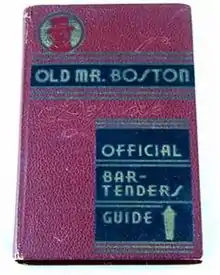 OLD MR. BOSTON
OFFICIAL
BAR-
TENDERS
GUIDE